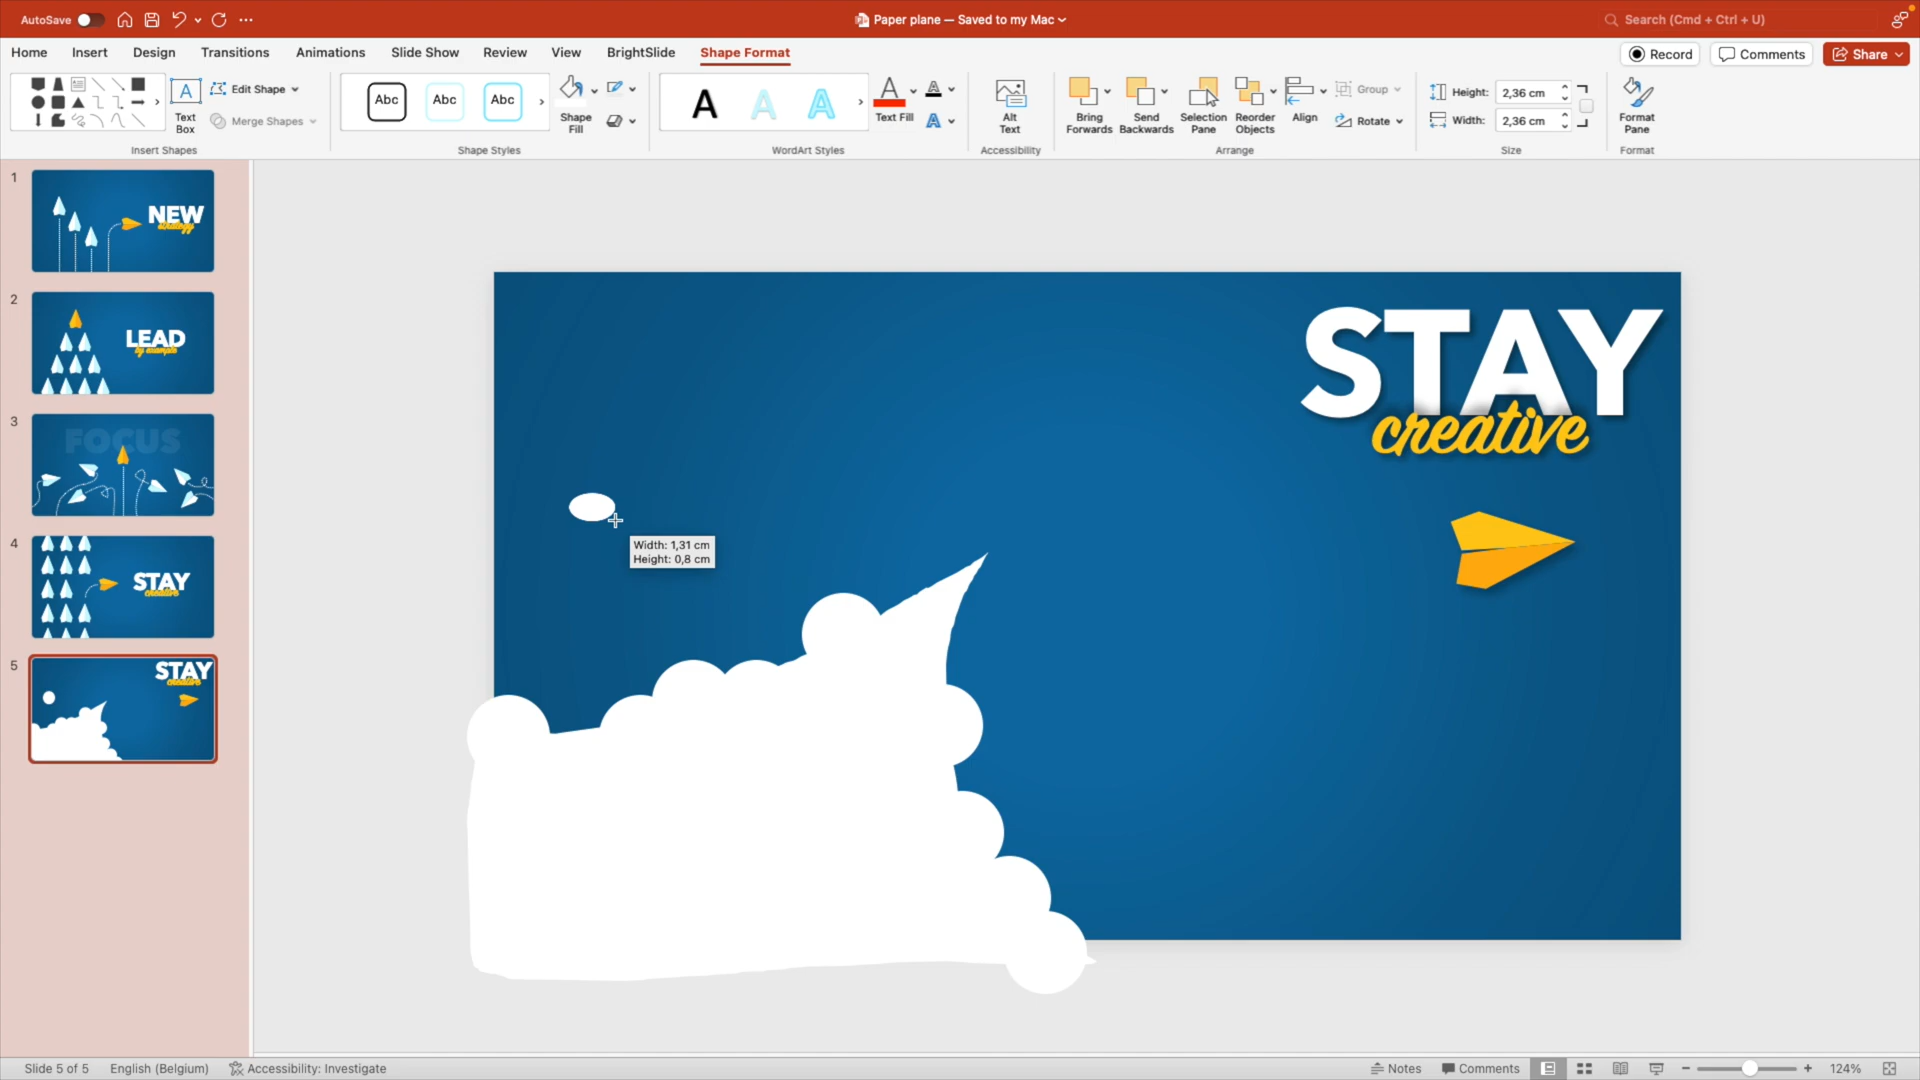 AutoSave
Paper plane — Saved to my Mac
Search (Cmd + Ctrl + U)
Home Insert Design Transitions Animations Slide Show Review View BrightSlide Shape Format
Record Comments Share
Text Box
Edit Shape
Merge Shapes
Insert Shapes
Abc Abc Abc
Shape Fill
Shape Styles
A A A
A Text Fill
WordArt Styles
Alt Text
Accessibility
Bring Forwards
Send Backwards
Selection Pane
Reorder Objects
Align
Group
Rotate
Arrange
Height: 2,36 cm
Width: 2,36 cm
Size
Format Pane
Format
1
NEW
strategy
2
LEAD
by example
3
FOCUS
4
STAY
creative
5
STAY
creative
STAY
creative
Width: 1,31 cm
Height: 0,8 cm
Slide 5 of 5 English (Belgium) Accessibility: Investigate Notes Comments 124%